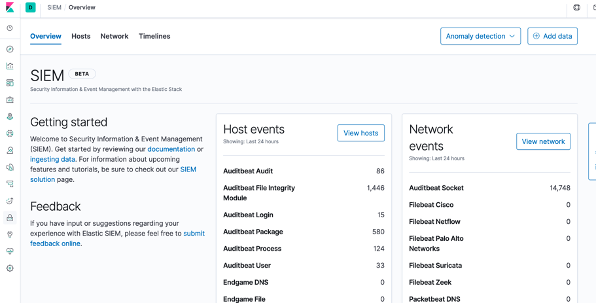 D SIEM Overview
Overview Hosts Network Timelines Anomaly detection Add data
SIEM BETA
Security Information & Event Management with the Elastic Stack
Getting started
Welcome to Security Information & Event Management
(SIEM). Get started by reviewing our documentation or
ingesting data. For information about upcoming
features and tutorials, be sure to check out our SIEM
solution page.
Feedback
If you have input or suggestions regarding your
experience with Elastic SIEM, please feel free to submit
feedback online.
Host events
Showing: Last 24 hours
View hosts
Auditbeat Audit 86
Auditbeat File Integrity 1,446
Module
Auditbeat Login 15
Auditbeat Package 580
Auditbeat Process 124
Auditbeat User 33
Endgame DNS 0
Endgame File 0
Network
events
Showing: Last 24 hours
View network
Auditbeat Socket 14,748
Filebeat Cisco 0
Filebeat Netflow 0
Filebeat Palo Alto 0
Networks
Filebeat Suricata 0
Filebeat Zeek 0
Packetbeat DNS 0